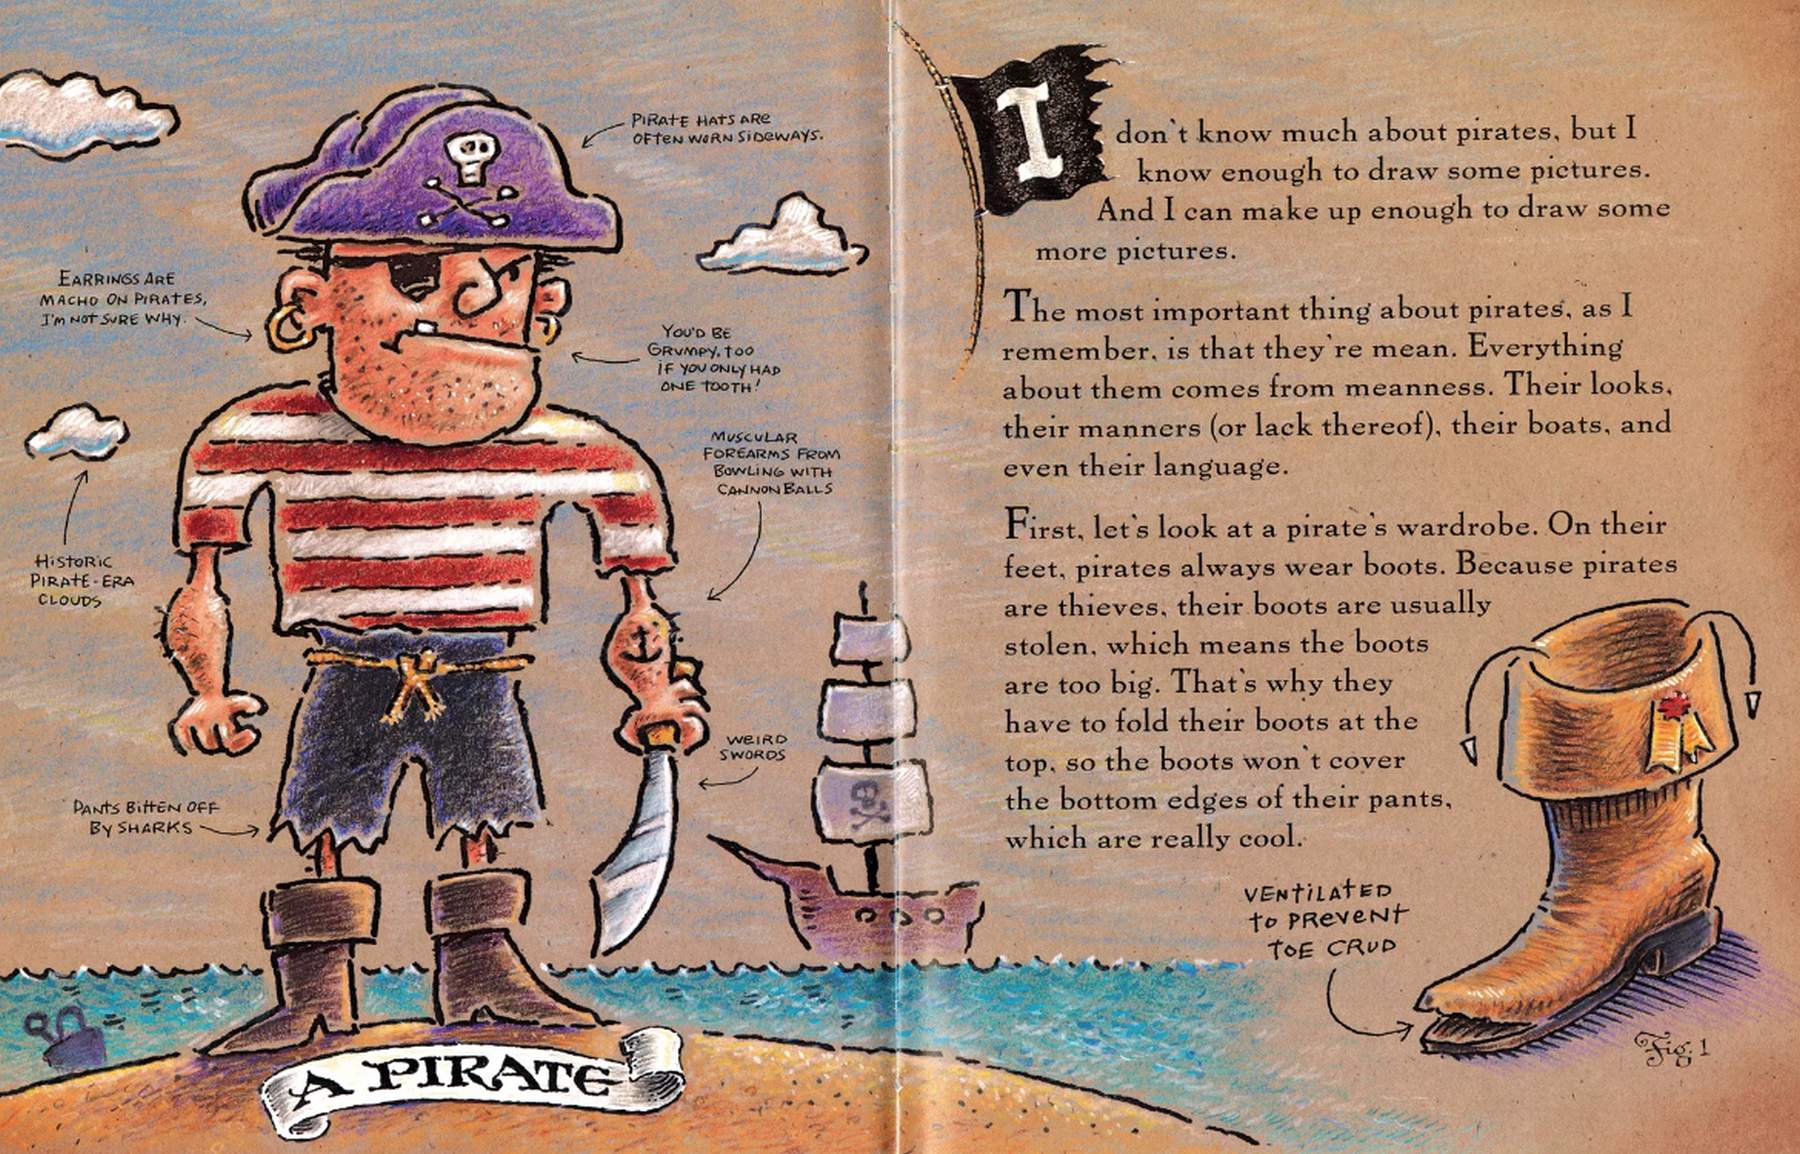 PIRATE HATS ARE
OFTEN WORN SIDEWAYS.
EARRINGS ARE
MACHO ON PIRATES,
I'M NOT SURE WHY.
YOU'D BE
GRUMPY, TOO
IF YOU ONLY HAD
ONE TOOTH!
MUSCULAR
FOREARMS FROM
BOWLING WITH
CANNON BALLS
HISTORIC
PIRATE-ERA
CLOUDS
WEIRD
SWORDS
PANTS BITTEN OFF
BY SHARKS
A PIRATE
I don't know much about pirates, but I
know enough to draw some pictures.
And I can make up enough to draw some
more pictures.
The most important thing about pirates, as I
remember, is that they're mean. Everything
about them comes from meanness. Their looks,
their manners (or lack thereof), their boats, and
even their language.
First, let's look at a pirate's wardrobe. On their
feet, pirates always wear boots. Because pirates
are thieves, their boots are usually
stolen, which means the boots
are too big. That's why they
have to fold their boots at the
top, so the boots won't cover
the bottom edges of their pants,
which are really cool.
VENTILATED
TO PREVENT
TOE CRUD
Fig. 1